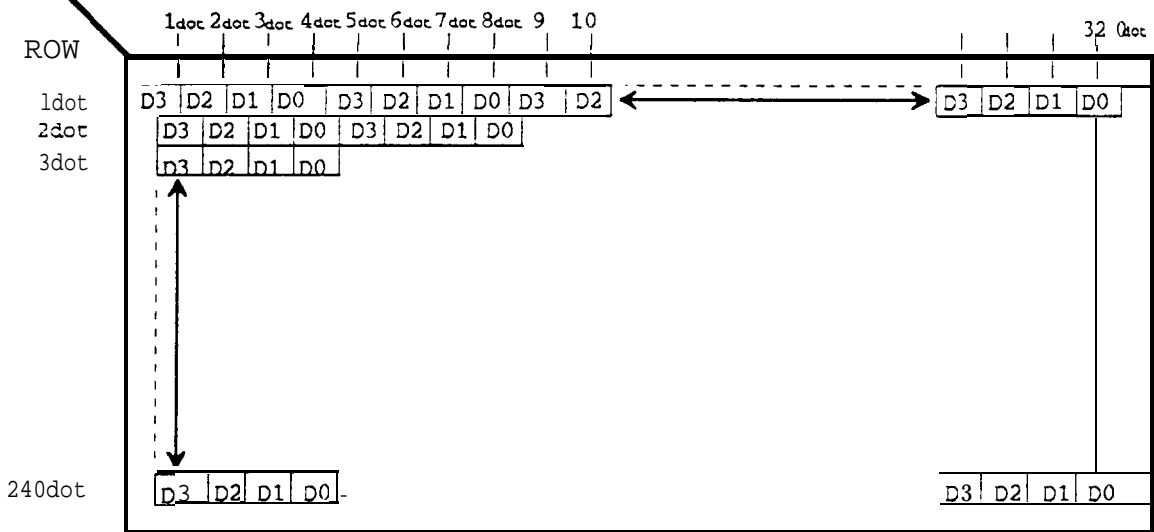 1dot 2dot 3dot 4dot 5dot 6dot 7dot 8dot 9 10 320dot
ROW
1dot D3 D2 D1 D0 D3 D2 D1 D0 D3 D2 D3 D2 D1 D0
2dot D3 D2 D1 D0 D3 D2 D1 D0
3dot D3 D2 D1 D0
240dot D3 D2 D1 D0 D3 D2 D1 D0